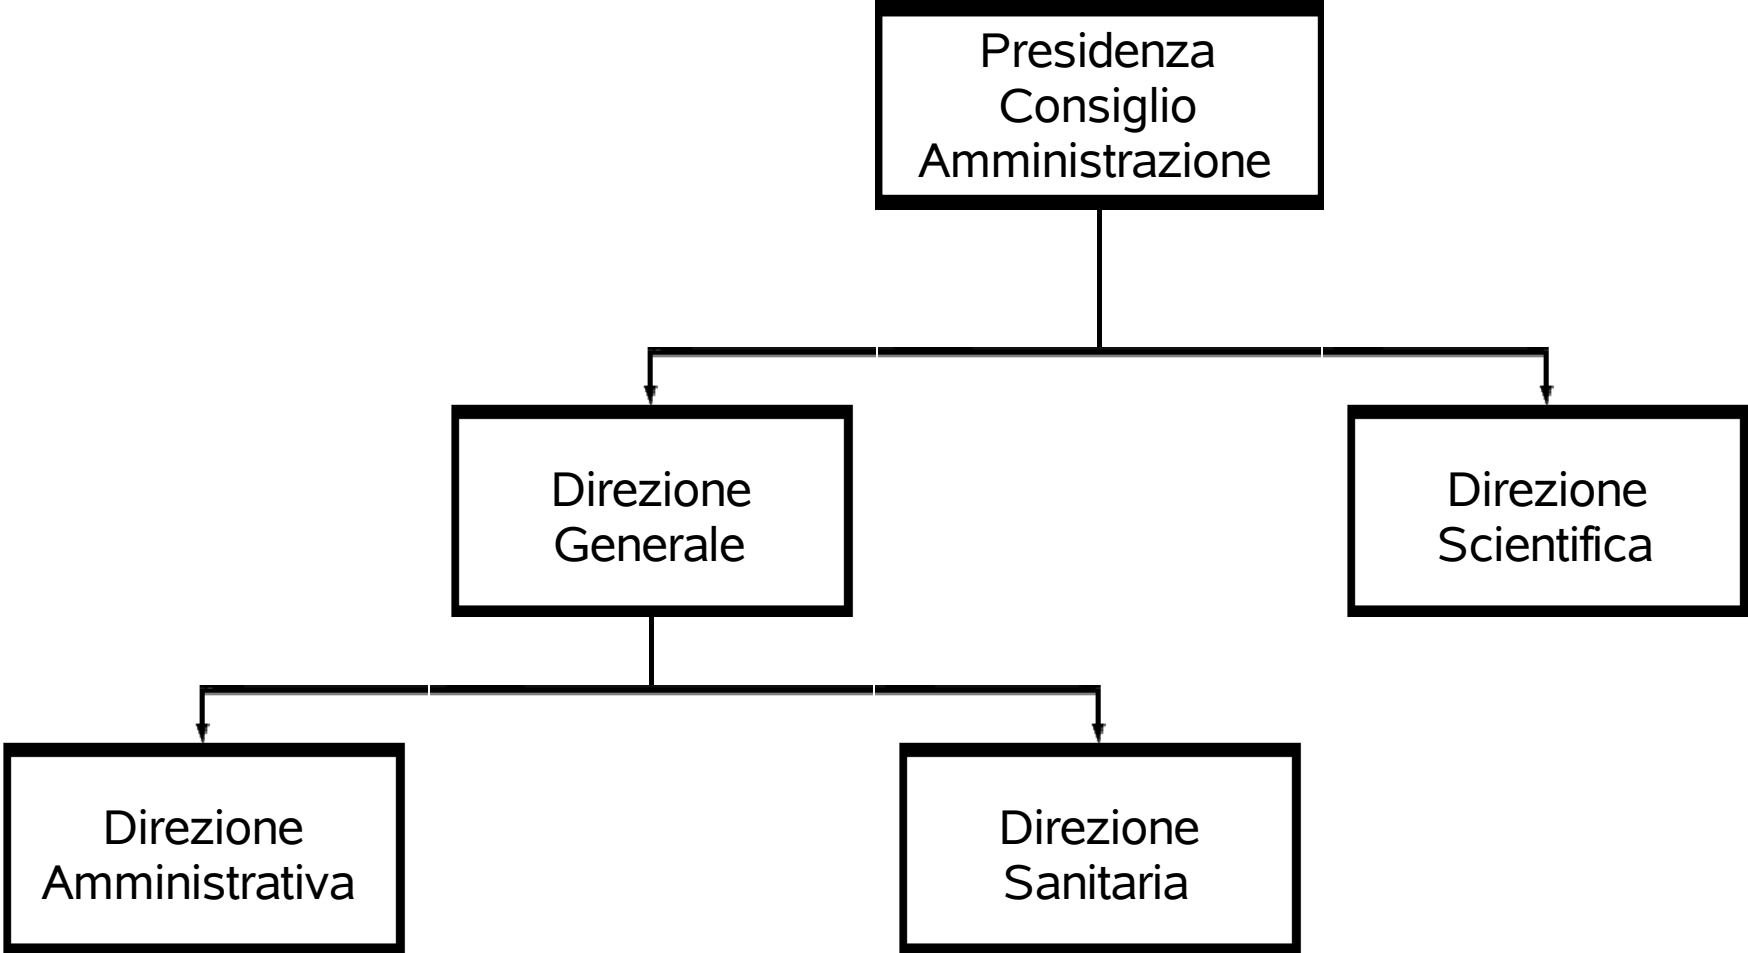 Presidenza
Consiglio
Amministrazione
Direzione
Generale
Direzione
Scientifica
Direzione
Amministrativa
Direzione
Sanitaria